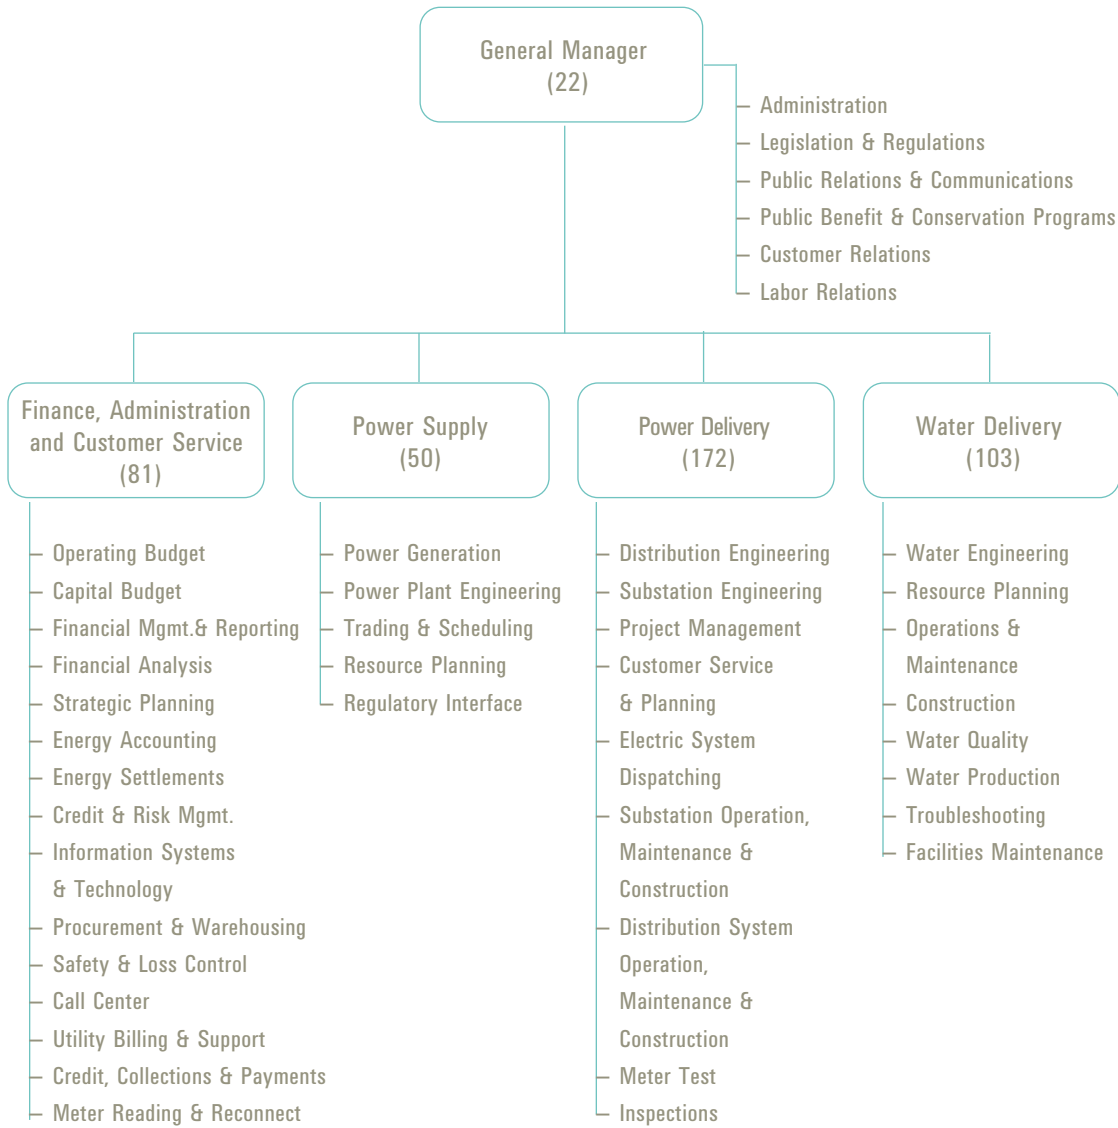 General Manager
(22)
– Administration
– Legislation & Regulations
– Public Relations & Communications
– Public Benefit & Conservation Programs
– Customer Relations
– Labor Relations
Finance, Administration
and Customer Service
(81)
– Operating Budget
– Capital Budget
– Financial Mgmt.& Reporting
– Financial Analysis
– Strategic Planning
– Energy Accounting
– Energy Settlements
– Credit & Risk Mgmt.
– Information Systems
& Technology
– Procurement & Warehousing
– Safety & Loss Control
– Call Center
– Utility Billing & Support
– Credit, Collections & Payments
– Meter Reading & Reconnect
Power Supply
(50)
– Power Generation
– Power Plant Engineering
– Trading & Scheduling
– Resource Planning
– Regulatory Interface
Power Delivery
(172)
– Distribution Engineering
– Substation Engineering
– Project Management
– Customer Service
& Planning
– Electric System
Dispatching
– Substation Operation,
Maintenance &
Construction
– Distribution System
Operation,
Maintenance &
Construction
– Meter Test
– Inspections
Water Delivery
(103)
– Water Engineering
– Resource Planning
– Operations &
Maintenance
– Construction
– Water Quality
– Water Production
– Troubleshooting
– Facilities Maintenance